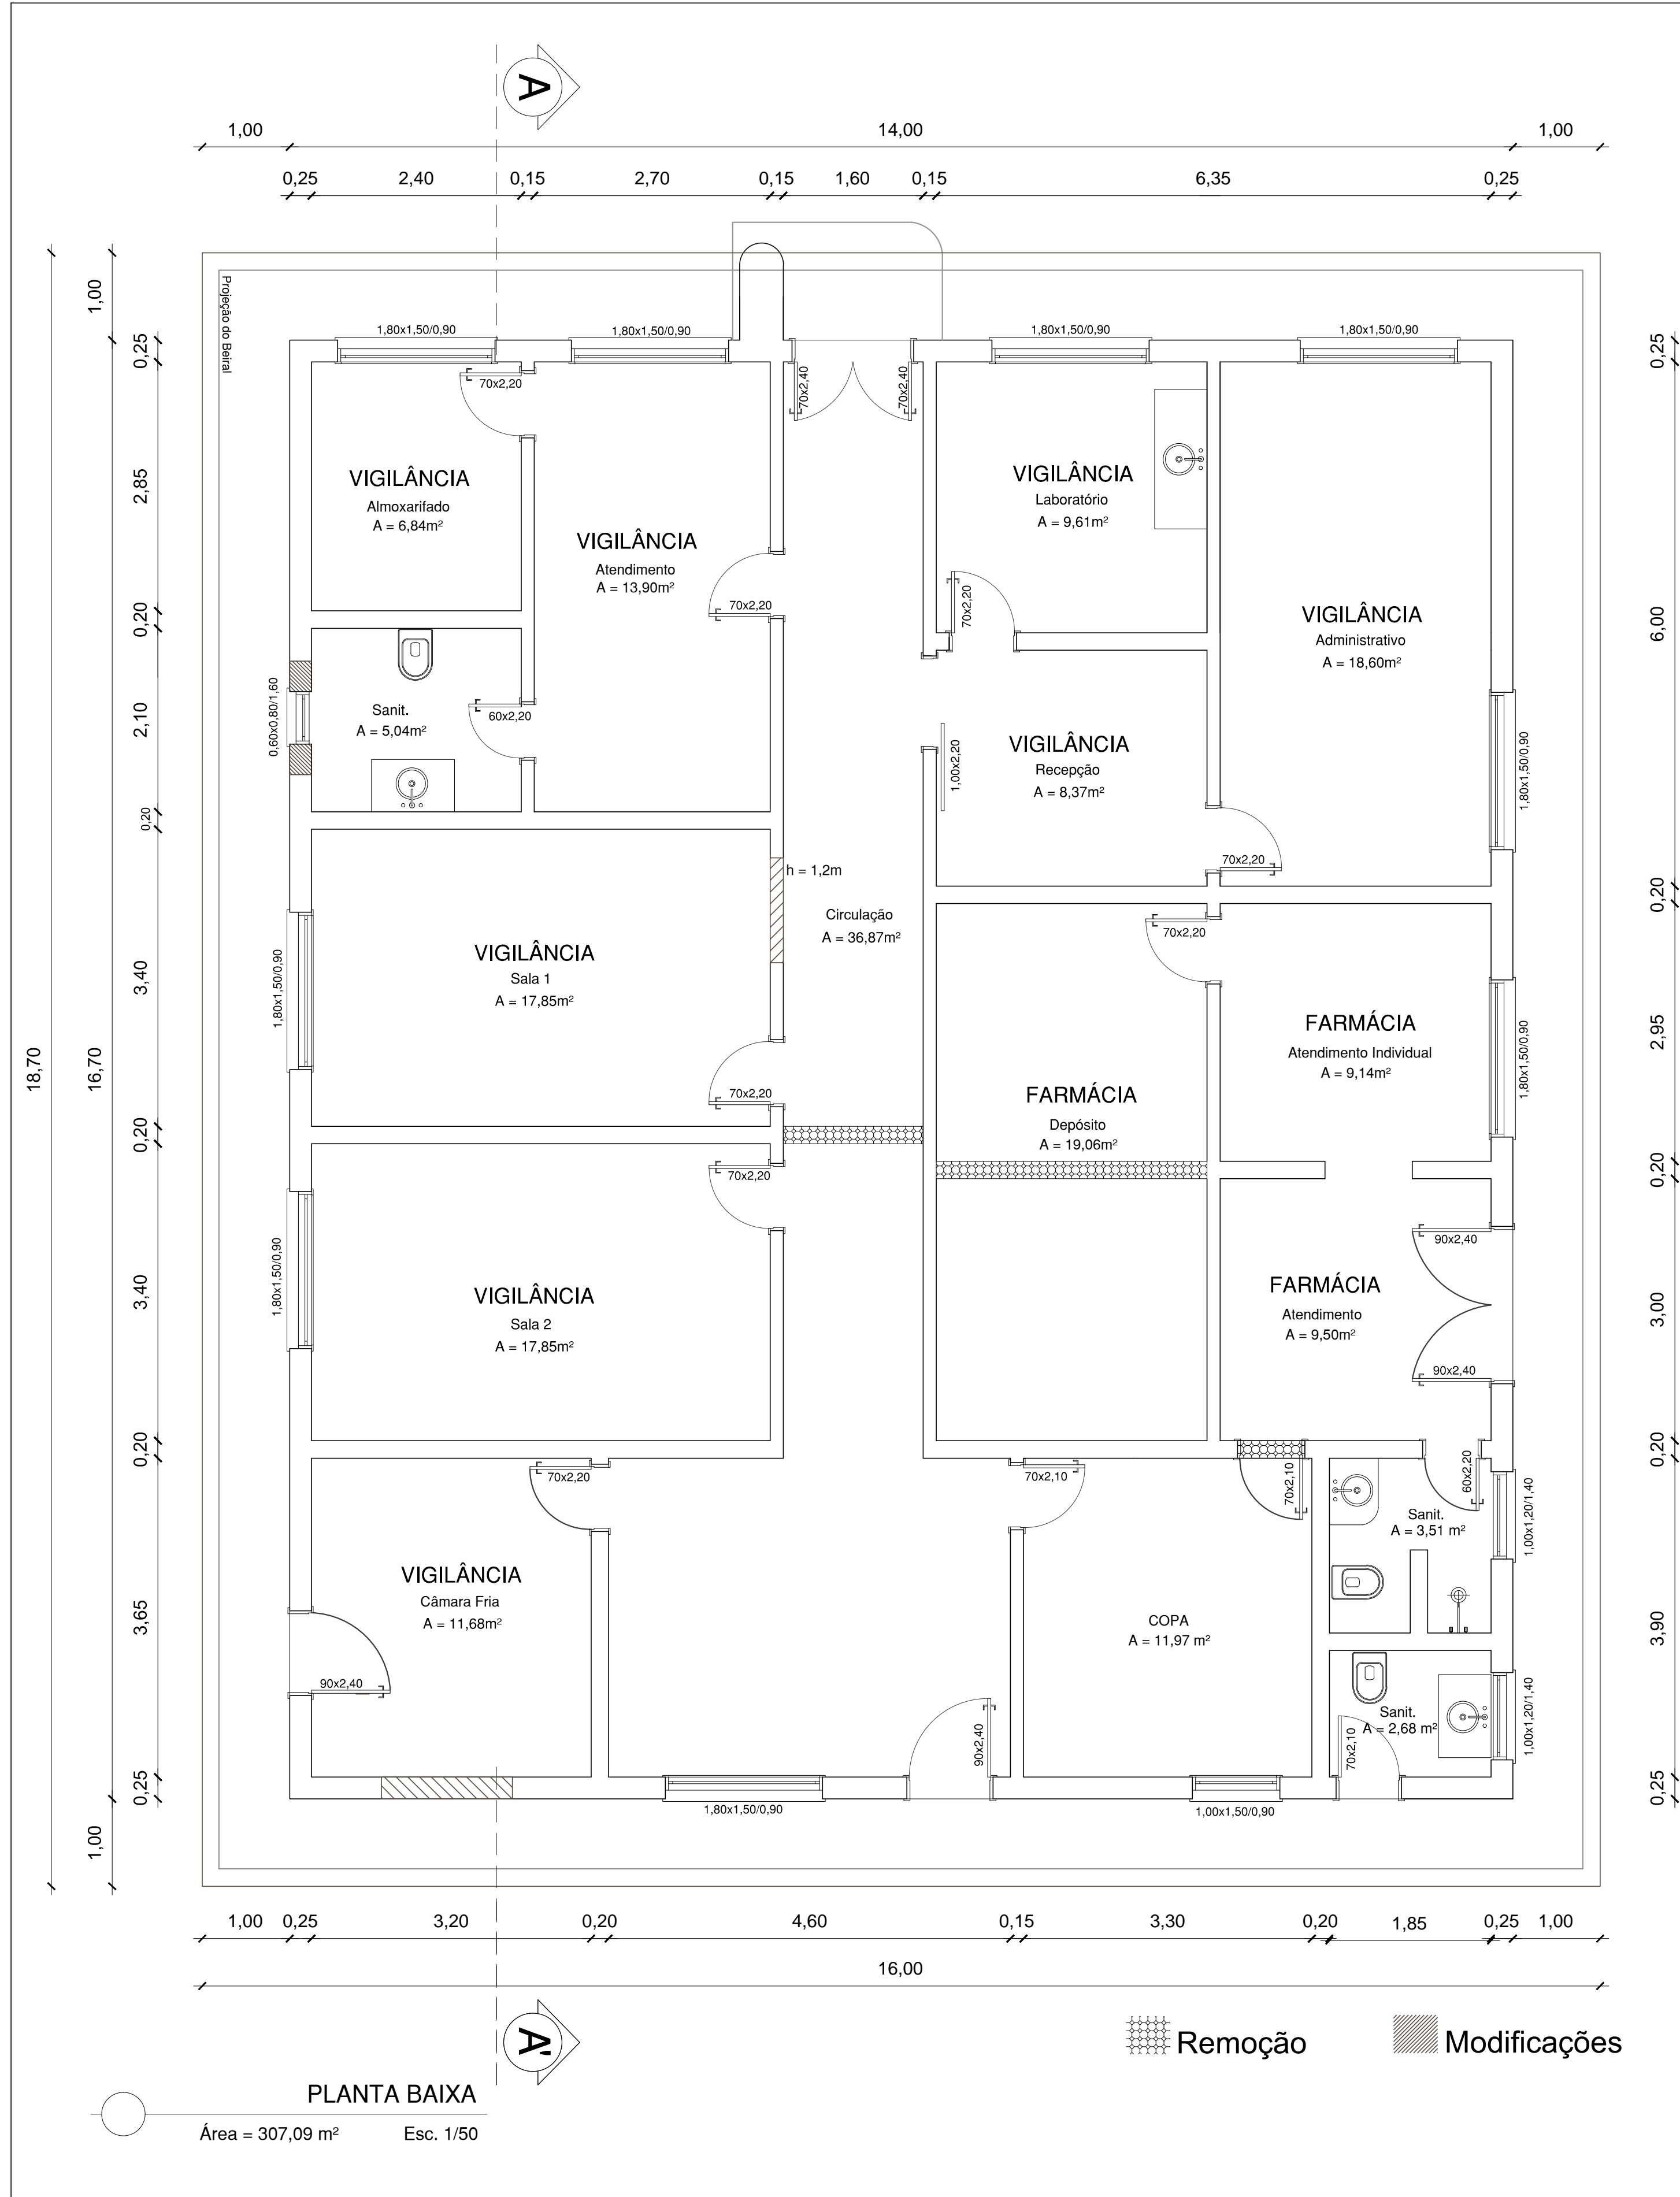 A
1,00 14,00 1,00
0,25 2,40 0,15 2,70 0,15 1,60 0,15 6,35 0,25
Projeção do Beiral
1,80x1,50/0,90 1,80x1,50/0,90 1,80x1,50/0,90 1,80x1,50/0,90
18,70
1,00
16,70
1,00
0,25
2,85
0,20
2,10
0,20
3,40
0,20
3,40
0,20
3,65
0,25
0,25
6,00
0,20
2,95
0,20
3,00
0,20
3,90
0,25
70x2,20
70x2,40
70x2,40
VIGILÂNCIA
Almoxarifado
A = 6,84m²
VIGILÂNCIA
Atendimento
A = 13,90m²
70x2,20
VIGILÂNCIA
Laboratório
A = 9,61m²
70x2,20
VIGILÂNCIA
Administrativo
A = 18,60m²
1,80x1,50/0,90
0,60x0,80/1,60
Sanit.
A = 5,04m²
60x2,20
VIGILÂNCIA
Recepção
A = 8,37m²
1,00x2,20
70x2,20
h = 1,2m
Circulação
A = 36,87m²
VIGILÂNCIA
Sala 1
A = 17,85m²
1,80x1,50/0,90
70x2,20
70x2,20
FARMÁCIA
Atendimento Individual
A = 9,14m²
1,80x1,50/0,90
FARMÁCIA
Depósito
A = 19,06m²
70x2,20
VIGILÂNCIA
Sala 2
A = 17,85m²
1,80x1,50/0,90
90x2,40
FARMÁCIA
Atendimento
A = 9,50m²
90x2,40
70x2,20
70x2,10
70x2,10
60x2,20
Sanit.
A = 3,51 m²
1,00x1,20/1,40
VIGILÂNCIA
Câmara Fria
A = 11,68m²
90x2,40
COPA
A = 11,97 m²
90x2,40
Sanit.
A = 2,68 m²
70x2,10
1,00x1,20/1,40
1,80x1,50/0,90
1,00x1,50/0,90
1,00 0,25 3,20 0,20 4,60 0,15 3,30 0,20 1,85 0,25 1,00
16,00
A'
Remoção Modificações
PLANTA BAIXA
Área = 307,09 m² Esc. 1/50